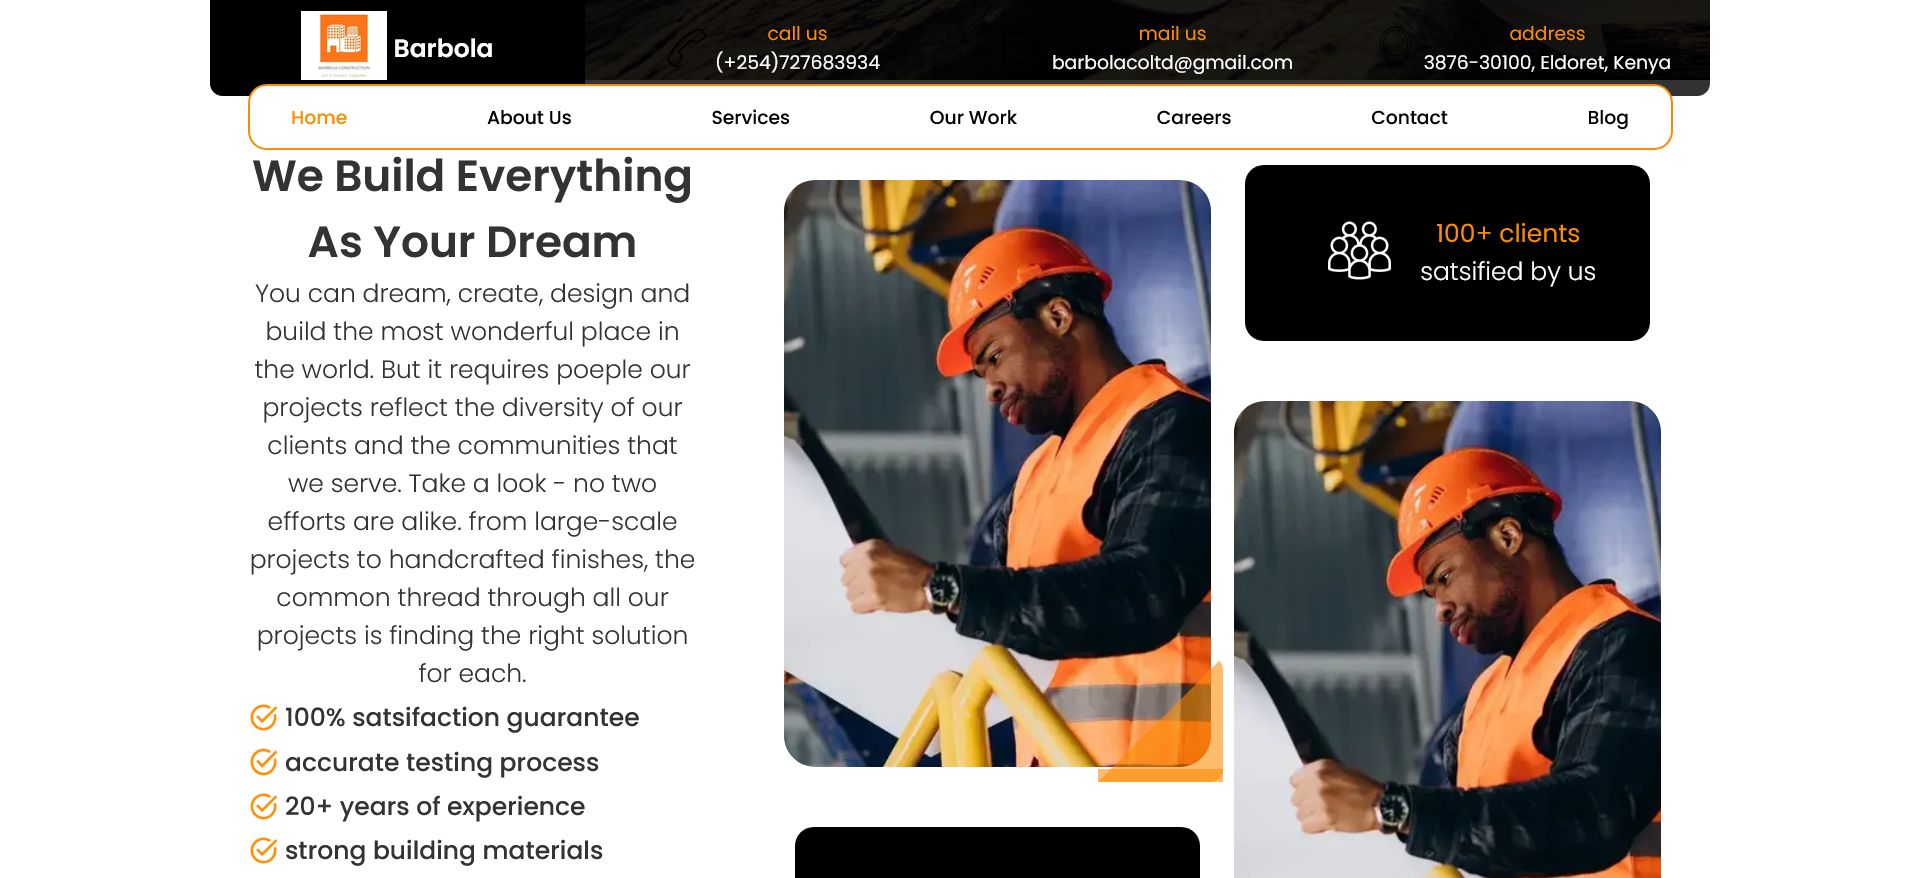 BARBOLA CONSTRUCTION
Barbola
call us
(+254)727683934
mail us
barbolacoltd@gmail.com
address
3876-30100, Eldoret, Kenya
Home
About Us
Services
Our Work
Careers
Contact
Blog
We Build Everything
As Your Dream
You can dream, create, design and
build the most wonderful place in
the world. But it requires poeple our
projects reflect the diversity of our
clients and the communities that
we serve. Take a look - no two
efforts are alike. from large-scale
projects to handcrafted finishes, the
common thread through all our
projects is finding the right solution
for each.
100% satsifaction guarantee
accurate testing process
20+ years of experience
strong building materials
100+ clients
satsified by us